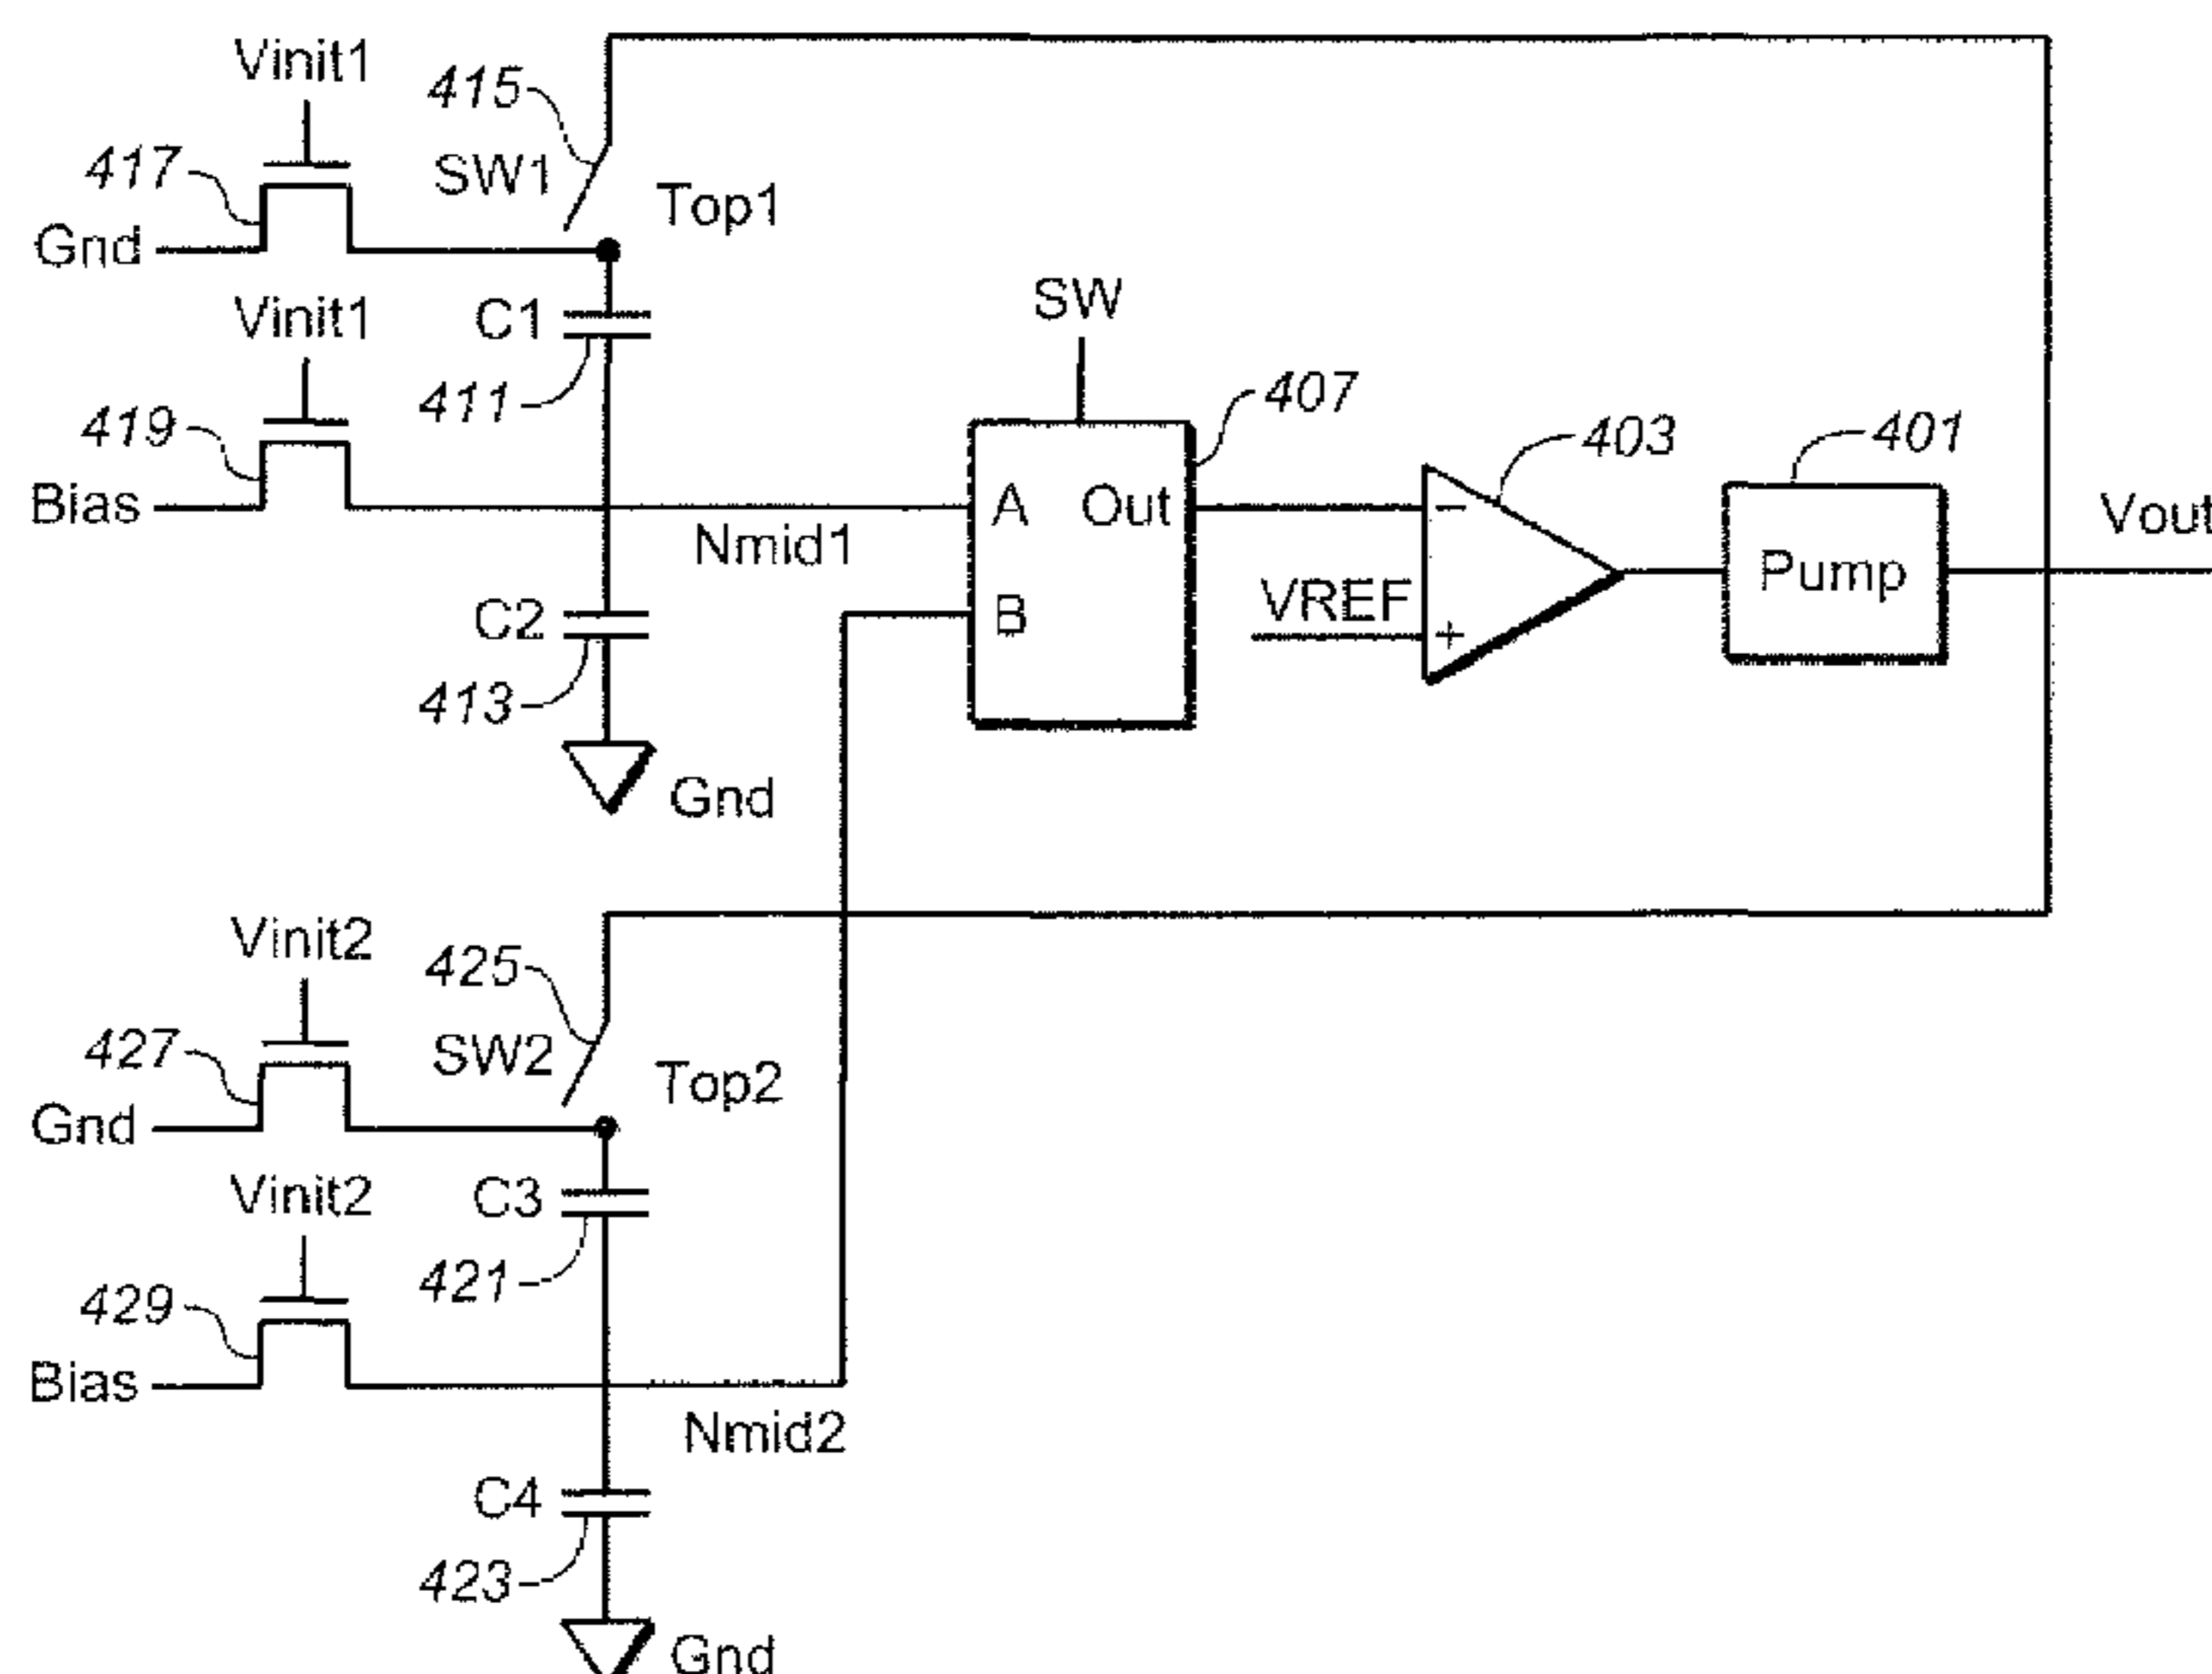 Vinit1
415
417
SW1
Top1
Gnd
Vinit1
C1
SW
411
407
419
403
401
Bias
A
Out
−
Vout
Nmid1
Pump
VREF
C2
B
+
413
Gnd
Vinit2
425
427
SW2
Top2
Gnd
Vinit2
C3
421
429
Bias
Nmid2
C4
423
Gnd